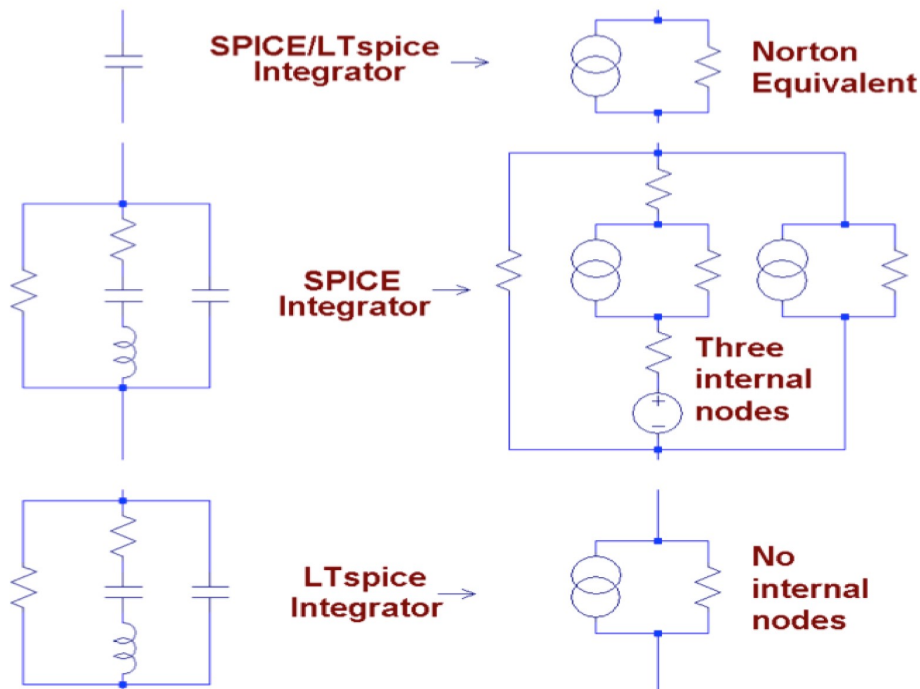 SPICE/LTspice
Integrator
Norton
Equivalent
SPICE
Integrator
Three
internal
nodes
LTspice
Integrator
No
internal
nodes